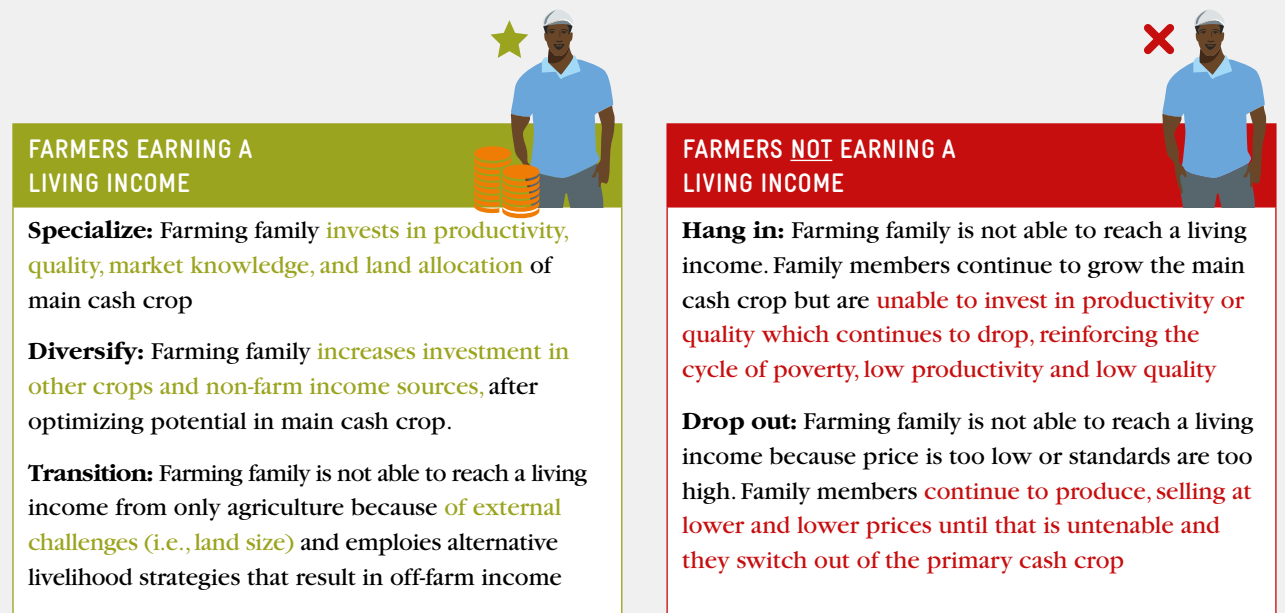 FARMERS EARNING A
LIVING INCOME
Specialize: Farming family invests in productivity,
quality, market knowledge, and land allocation of
main cash crop
Diversify: Farming family increases investment in
other crops and non-farm income sources, after
optimizing potential in main cash crop.
Transition: Farming family is not able to reach a living
income from only agriculture because of external
challenges (i.e., land size) and emploies alternative
livelihood strategies that result in off-farm income
FARMERS NOT EARNING A
LIVING INCOME
Hang in: Farming family is not able to reach a living
income. Family members continue to grow the main
cash crop but are unable to invest in productivity or
quality which continues to drop, reinforcing the
cycle of poverty, low productivity and low quality
Drop out: Farming family is not able to reach a living
income because price is too low or standards are too
high. Family members continue to produce, selling at
lower and lower prices until that is untenable and
they switch out of the primary cash crop